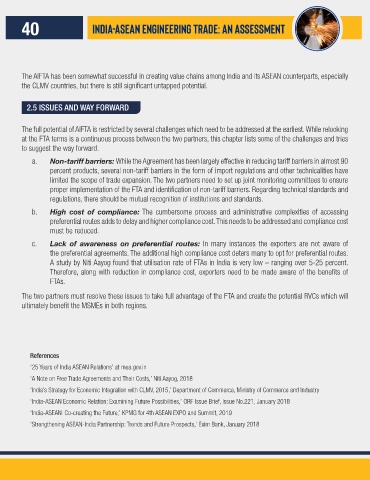 40
INDIA-ASEAN ENGINEERING TRADE: AN ASSESSMENT
The AIFTA has been somewhat successful in creating value chains among India and its ASEAN counterparts, especially
the CLMV countries, but there is still significant untapped potential.
2.5 ISSUES AND WAY FORWARD
The full potential of AIFTA is restricted by several challenges which need to be addressed at the earliest. While relooking
at the FTA terms is a continuous process between the two partners, this chapter lists some of the challenges and tries
to suggest the way forward.
a. Non-tariff barriers: While the Agreement has been largely effective in reducing tariff barriers in almost 90
percent products, several non-tariff barriers in the form of import regulations and other technicalities have
limited the scope of trade expansion. The two partners need to set up joint monitoring committees to ensure
proper implementation of the FTA and identification of non-tariff barriers. Regarding technical standards and
regulations, there should be mutual recognition of institutions and standards.
b. High cost of compliance: The cumbersome process and administrative complexities of accessing
preferential routes adds to delay and higher compliance cost. This needs to be addressed and compliance cost
must be reduced.
c. Lack of awareness on preferential routes: In many instances the exporters are not aware of
the preferential agreements. The additional high compliance cost deters many to opt for preferential routes.
A study by Niti Aayog found that utilisation rate of FTAs in India is very low – ranging over 5-25 percent.
Therefore, along with reduction in compliance cost, exporters need to be made aware of the benefits of
FTAs.
The two partners must resolve these issues to take full advantage of the FTA and create the potential RVCs which will
ultimately benefit the MSMEs in both regions.
References
'25 Years of India ASEAN Relations' at mea.gov.in
'A Note on Free Trade Agreements and Their Costs,' Niti Aayog, 2018
'India's Strategy for Economic Integration with CLMV, 2015,' Department of Commerce, Ministry of Commerce and Industry
'India-ASEAN Economic Relation: Examining Future Possibilities,' ORF Issue Brief, Issue No.221, January 2018
'India-ASEAN: Co-creating the Future,' KPMG for 4th ASEAN EXPO and Summit, 2019
'Strengthening ASEAN-India Partnership: Trends and Future Prospects,' Exim Bank, January 2018